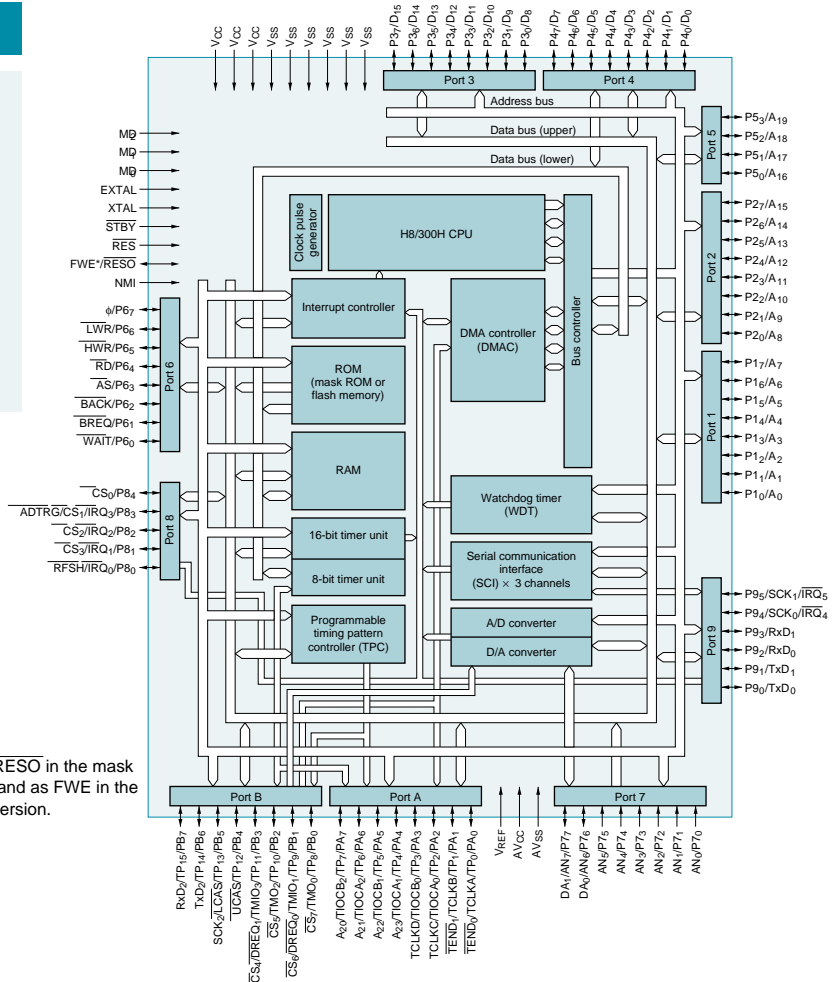 VCC
VCC
VSS
VSS
VSS
VSS
VSS
VSS
P37/D15
P36/D14
P35/D13
P34/D12
P33/D11
P32/D10
P31/D9
P30/D8
P47/D7
P46/D6
P45/D5
P44/D4
P43/D3
P42/D2
P41/D1
P40/D0
Port 3
Port 4
Address bus
Data bus (upper)
Data bus (lower)
MD2
MD1
MD0
EXTAL
XTAL
STBY
RES
FWE*/RESO
NMI
φ/P67
LWR/P66
HWR/P65
RD/P64
AS/P63
BACK/P62
BREQ/P61
WAIT/P60
Port 6
CS0/P84
ADTRG/CS1/IRQ3/P83
CS2/IRQ2/P82
CS3/IRQ1/P81
RFSH/IRQ0/P80
Port 8
Clock pulse
generator
H8/300H CPU
Interrupt controller
ROM
(mask ROM or
flash memory)
RAM
16-bit timer unit
8-bit timer unit
Programmable
timing pattern
controller (TPC)
DMA controller
(DMAC)
Bus controller
Watchdog timer
(WDT)
Serial communication
interface
(SCI) × 3 channels
A/D converter
D/A converter
Port 5
P53/A19
P52/A18
P51/A17
P50/A16
Port 2
P27/A15
P26/A14
P25/A13
P24/A12
P23/A11
P22/A10
P21/A9
P20/A8
Port 1
P17/A7
P16/A6
P15/A5
P14/A4
P13/A3
P12/A2
P11/A1
P10/A0
Port 9
P95/SCK1/IRQ5
P94/SCK0/IRQ4
P93/RxD1
P92/RxD0
P91/TxD1
P90/TxD0
RESO in the mask
and as FWE in the
ersion.
Port B
Port A
Port 7
RxD2/TP15/PB7
TxD2/TP14/PB6
SCK2/LCAS/TP13/PB5
UCAS/TP12/PB4
CS4/DREQ1/TMIO3/TP11/PB3
CS5/TMO2/TP10/PB2
CS6/DREQ0/TMIO1/TP9/PB1
CS7/TMO0/TP8/PB0
A20/TIOCB2/TP7/PA7
A21/TIOCA2/TP6/PA6
A22/TIOCB1/TP5/PA5
A23/TIOCA1/TP4/PA4
TCLKD/TIOCB0/TP3/PA3
TCLKC/TIOCA0/TP2/PA2
TEND1/TCLKB/TP1/PA1
TEND0/TCLKA/TP0/PA0
VREF
AVCC
AVSS
DA1/AN7/P77
DA0/AN6/P76
AN5/P75
AN4/P74
AN3/P73
AN2/P72
AN1/P71
AN0/P70